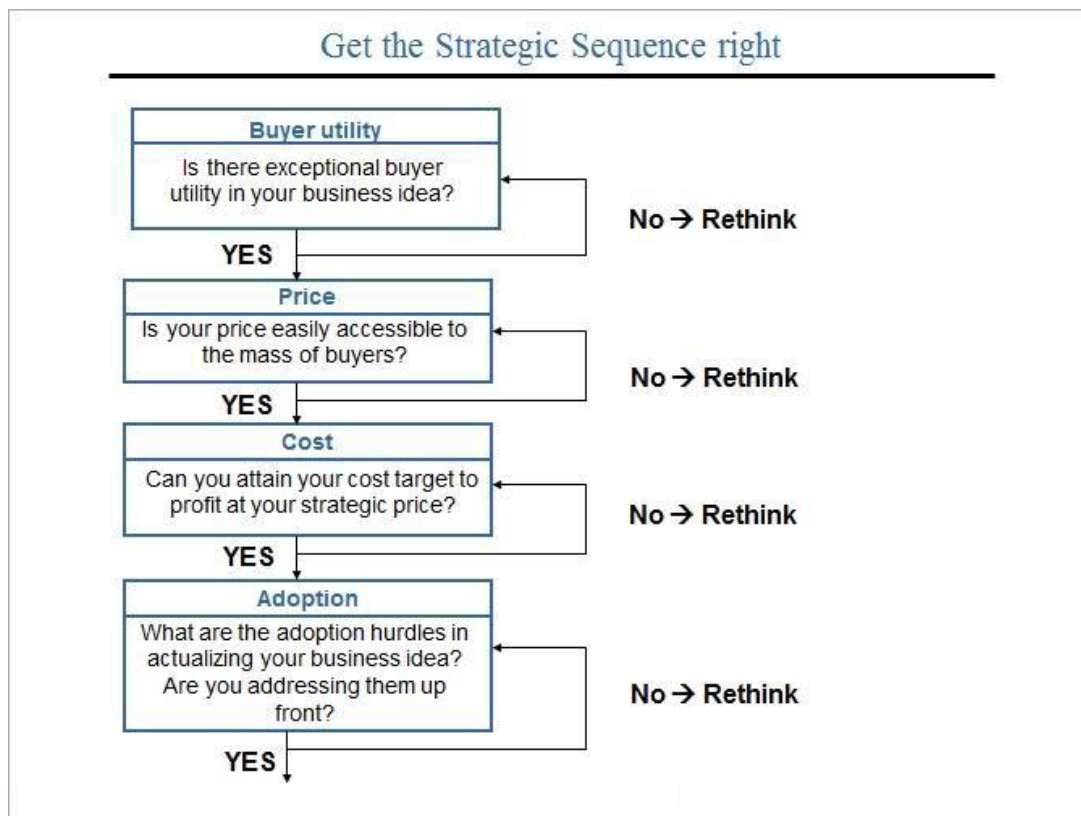 Get the Strategic Sequence right
Buyer utility
Is there exceptional buyer
utility in your business idea?
No → Rethink
YES
Price
Is your price easily accessible to
the mass of buyers?
No → Rethink
YES
Cost
Can you attain your cost target to
profit at your strategic price?
No → Rethink
YES
Adoption
What are the adoption hurdles in
actualizing your business idea?
Are you addressing them up
front?
No → Rethink
YES